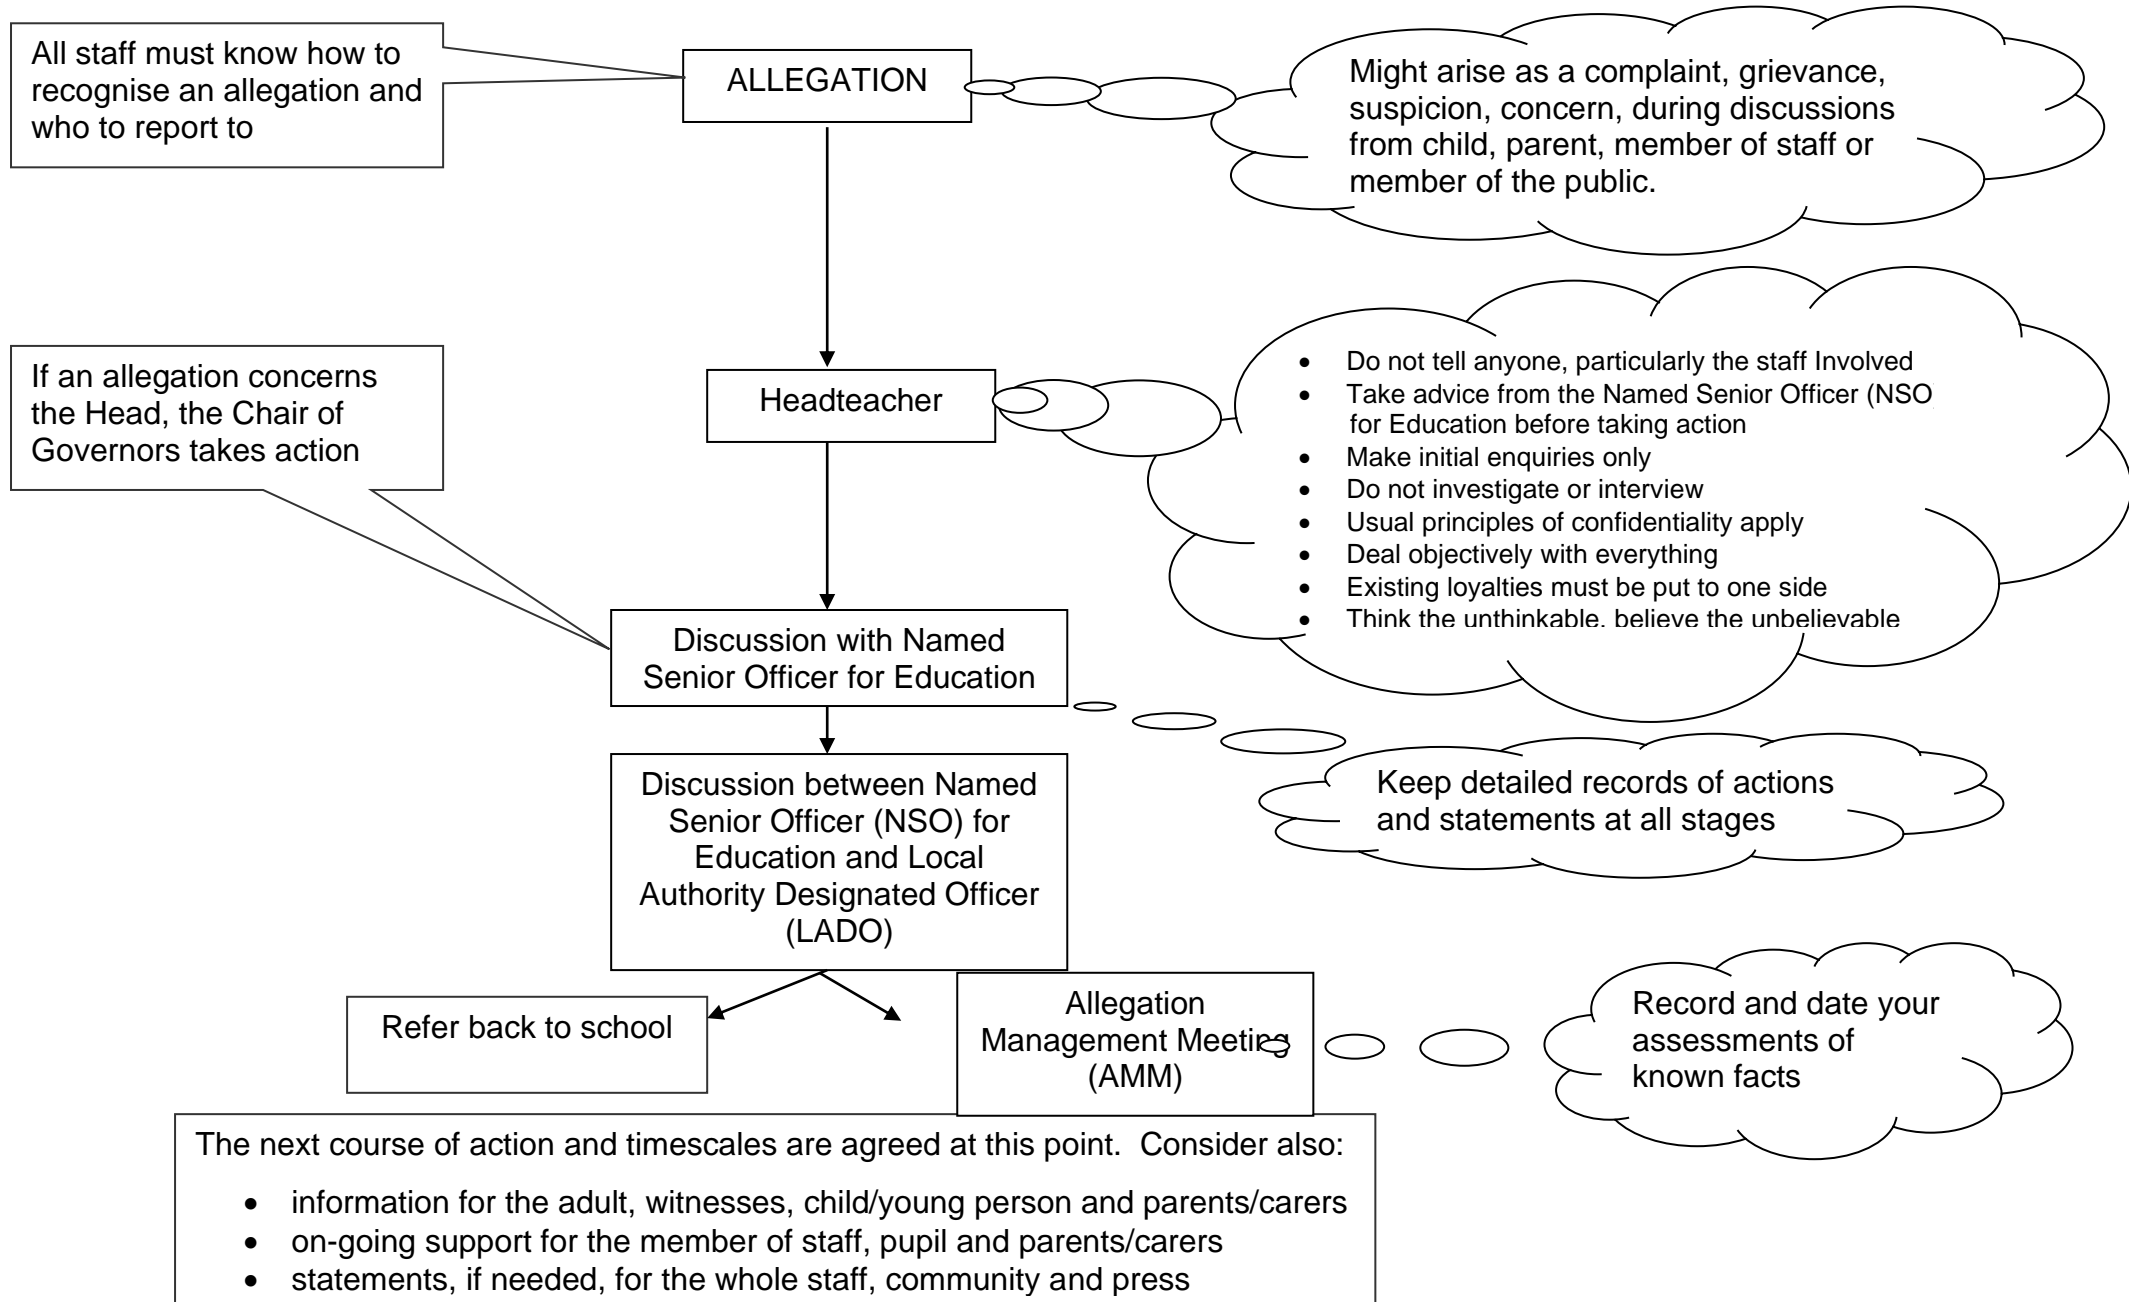 All staff must know how to
recognise an allegation and
who to report to
ALLEGATION
Might arise as a complaint, grievance,
suspicion, concern, during discussions
from child, parent, member of staff or
member of the public.
If an allegation concerns
the Head, the Chair of
Governors takes action
Headteacher
• Do not tell anyone, particularly the staff Involved
• Take advice from the Named Senior Officer (NSO)
for Education before taking action
• Make initial enquiries only
• Do not investigate or interview
• Usual principles of confidentiality apply
• Deal objectively with everything
• Existing loyalties must be put to one side
• Think the unthinkable, believe the unbelievable
Discussion with Named
Senior Officer for Education
Keep detailed records of actions
and statements at all stages
Discussion between Named
Senior Officer (NSO) for
Education and Local
Authority Designated Officer
(LADO)
Refer back to school
Allegation
Management Meeting
(AMM)
Record and date your
assessments of
known facts
The next course of action and timescales are agreed at this point.  Consider also:
• information for the adult, witnesses, child/young person and parents/carers
• on-going support for the member of staff, pupil and parents/carers
• statements, if needed, for the whole staff, community and press